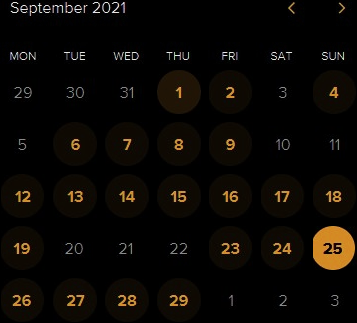 September 2021
MON TUE WED THU FRI SAT SUN
29 30 31 1 2 3 4
5 6 7 8 9 10 11
12 13 14 15 16 17 18
19 20 21 22 23 24 25
26 27 28 29 1 2 3